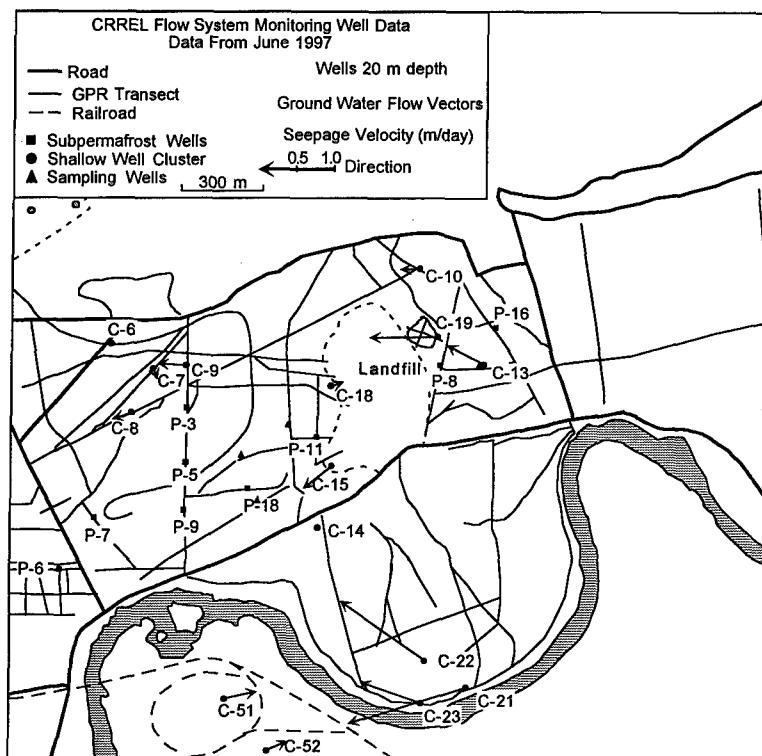 CRREL Flow System Monitoring Well Data
Data From June 1997
Road
GPR Transect
Railroad
Subpermafrost Wells
Shallow Well Cluster
Sampling Wells
Wells 20 m depth
Ground Water Flow Vectors
Seepage Velocity (m/day)
0.5 1.0
Direction
300 m
C-10
C-6
C-19
P-16
C-9
C-7
Landfill
P-8
C-13
C-18
C-8
P-3
P-11
P-5
C-15
P-18
P-9
P-7
C-14
P-6
C-22
C-21
C-51
C-23
C-52